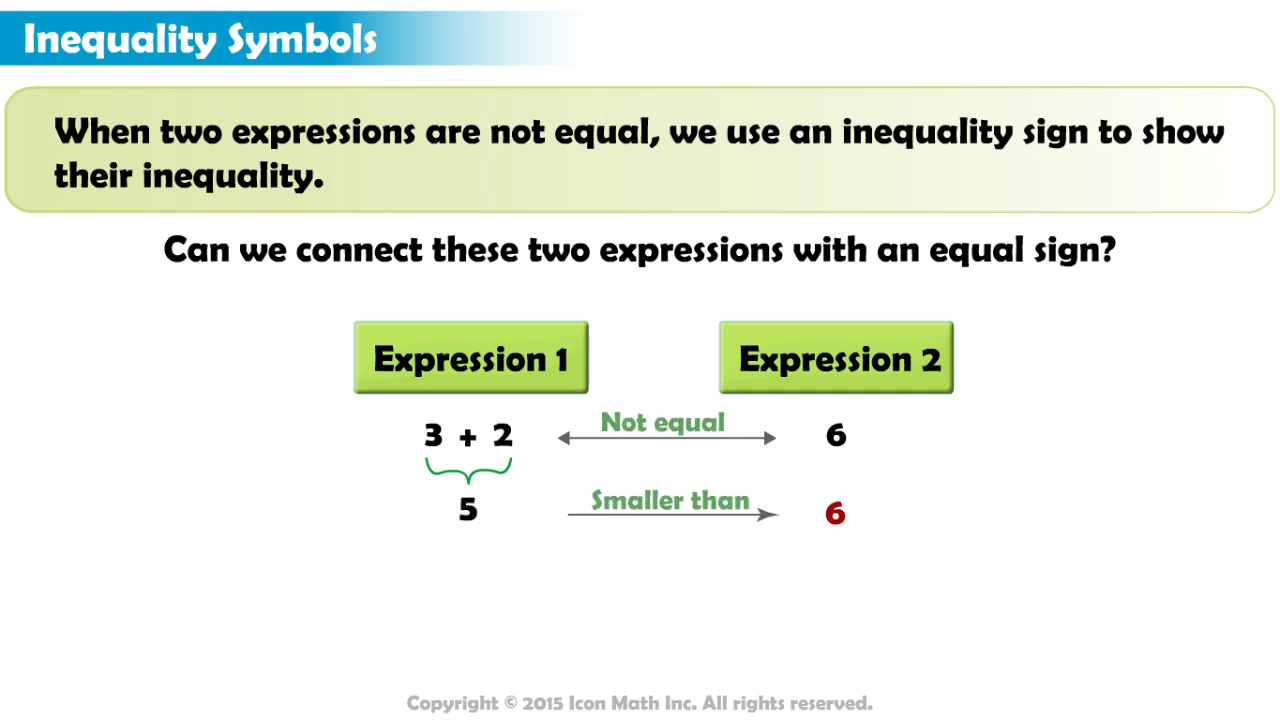 Inequality Symbols
When two expressions are not equal, we use an inequality sign to show
their inequality.
Can we connect these two expressions with an equal sign?
Expression 1 Expression 2
3 + 2 Not equal 6
5 Smaller than 6
Copyright © 2015 Icon Math Inc. All rights reserved.